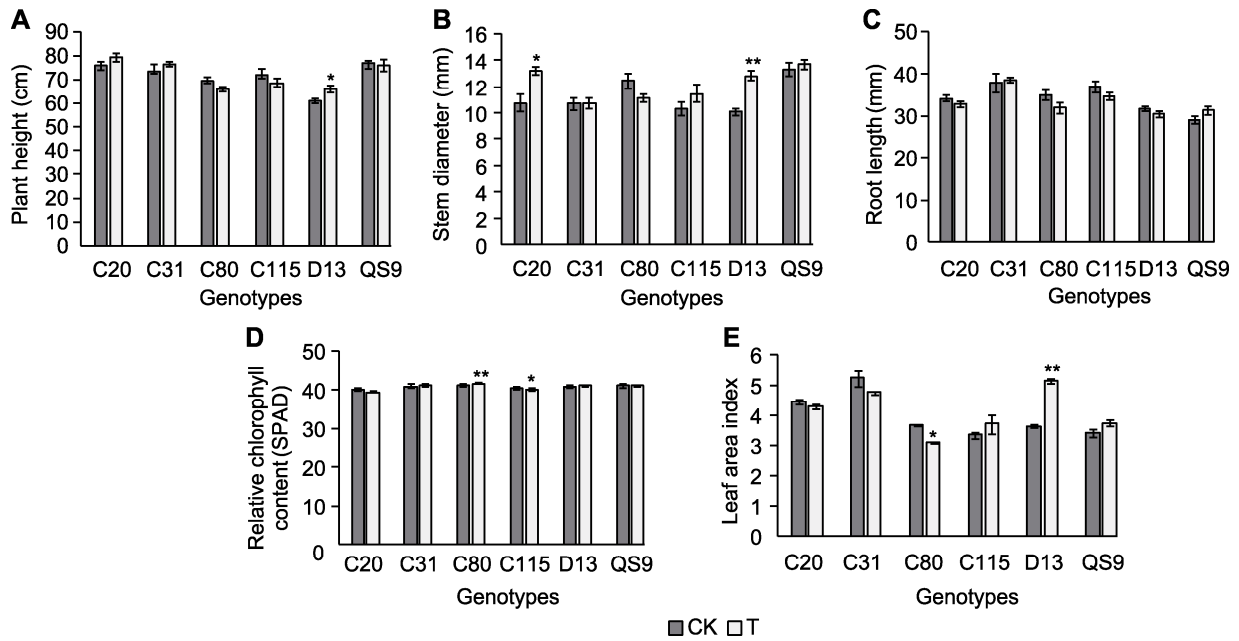 A
90
80
70
60
50
40
30
20
10
0
Plant height (cm)
*
C20 C31 C80 C115 D13 QS9
Genotypes
B
16
14
12
10
8
6
4
2
0
Stem diameter (mm)
* **
C20 C31 C80 C115 D13 QS9
Genotypes
C
50
40
30
20
10
0
Root length (mm)
C20 C31 C80 C115 D13 QS9
Genotypes
D
50
40
30
20
10
0
Relative chlorophyll
content (SPAD)
** *
C20 C31 C80 C115 D13 QS9
Genotypes
E
6
5
4
3
2
1
0
Leaf area index
* **
C20 C31 C80 C115 D13 QS9
Genotypes
CK T